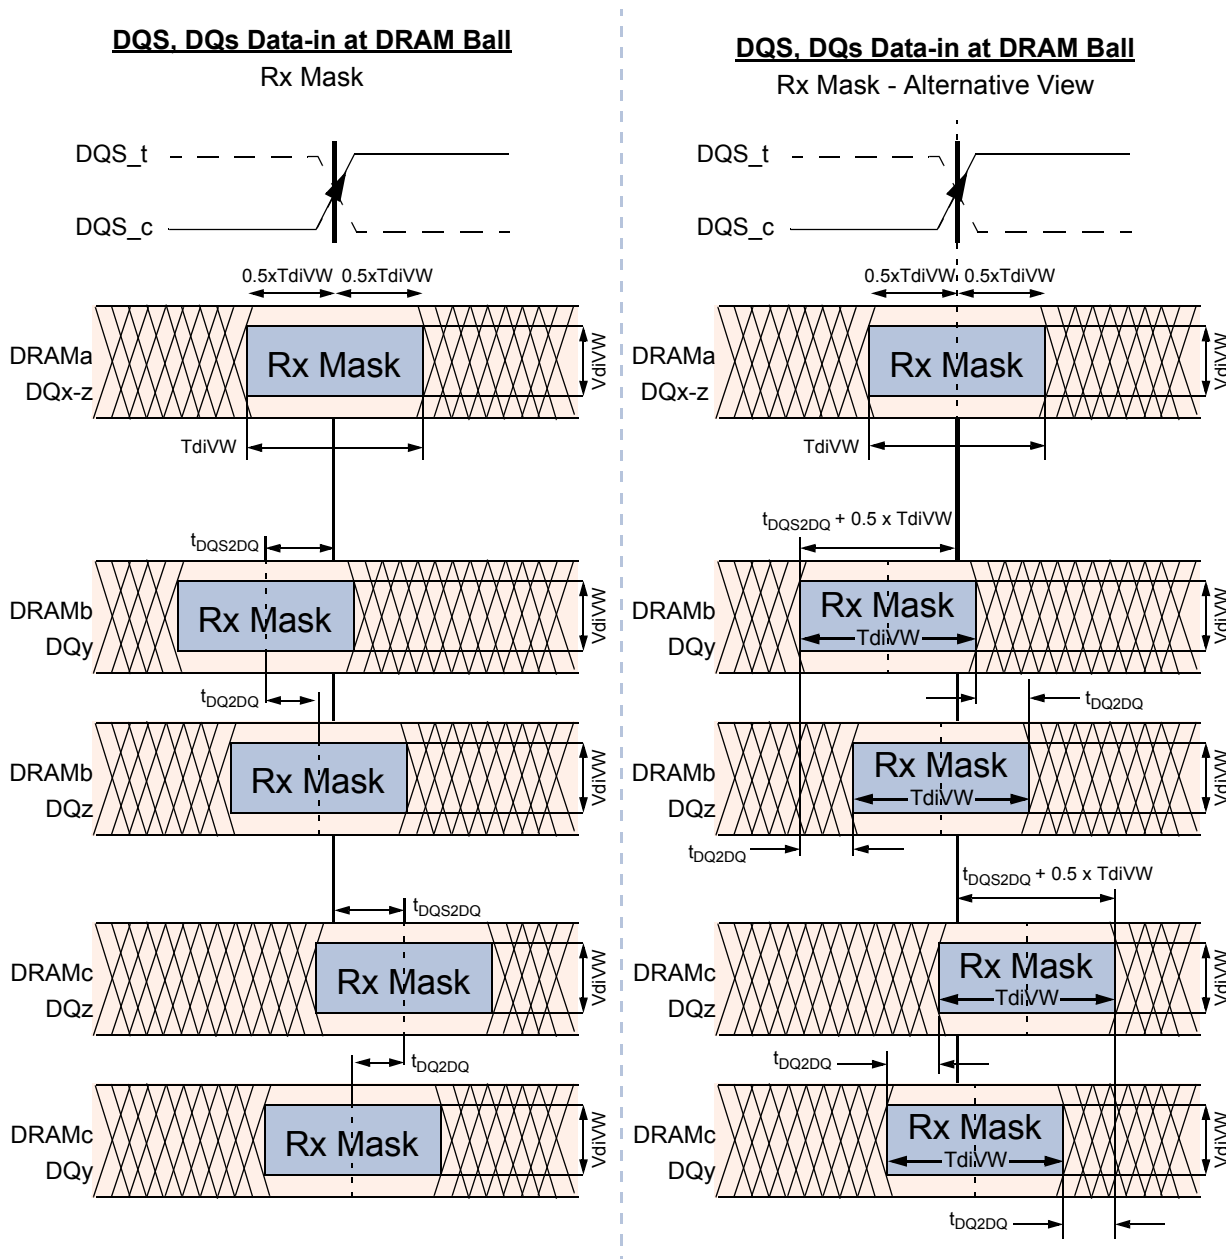 DQS, DQs Data-in at DRAM Ball
Rx Mask
DQS_t
DQS_c
0.5xTdiVW 0.5xTdiVW
DRAMa
DQx-z
Rx Mask
VdiVW
TdiVW
tDQS2DQ
DRAMb
DQy
Rx Mask
VdiVW
tDQ2DQ
DRAMb
DQz
Rx Mask
VdiVW
tDQS2DQ
DRAMc
DQz
Rx Mask
VdiVW
tDQ2DQ
DRAMc
DQy
Rx Mask
VdiVW
DQS, DQs Data-in at DRAM Ball
Rx Mask - Alternative View
DQS_t
DQS_c
0.5xTdiVW 0.5xTdiVW
DRAMa
DQx-z
Rx Mask
VdiVW
TdiVW
tDQS2DQ + 0.5 x TdiVW
DRAMb
DQy
Rx Mask
TdiVW
VdiVW
tDQ2DQ
DRAMb
DQz
Rx Mask
TdiVW
VdiVW
tDQ2DQ
tDQS2DQ + 0.5 x TdiVW
DRAMc
DQz
Rx Mask
TdiVW
VdiVW
tDQ2DQ
DRAMc
DQy
Rx Mask
TdiVW
VdiVW
tDQ2DQ